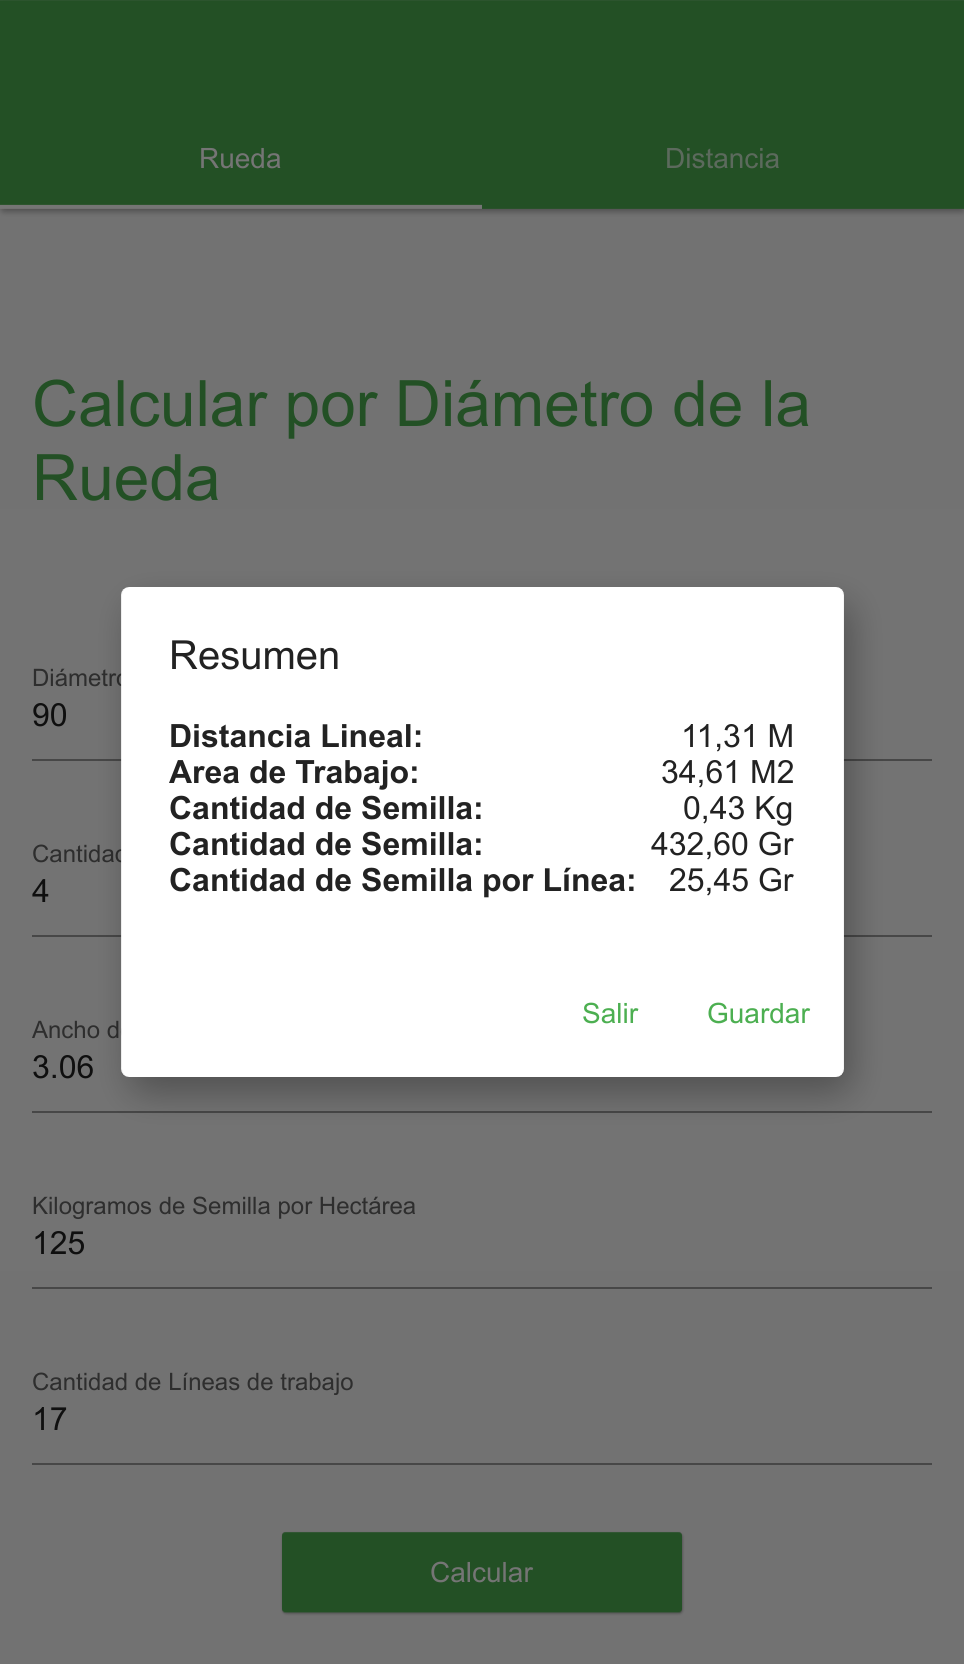 Rueda
Distancia
Calcular por Diámetro de la
Rueda
Resumen
Distancia Lineal: 11,31 M
Area de Trabajo: 34,61 M2
Cantidad de Semilla: 0,43 Kg
Cantidad de Semilla: 432,60 Gr
Cantidad de Semilla por Línea: 25,45 Gr
Salir
Guardar
90
4
Ancho
3.06
Kilogramos de Semilla por Hectárea
125
Cantidad de Líneas de trabajo
17
Calcular